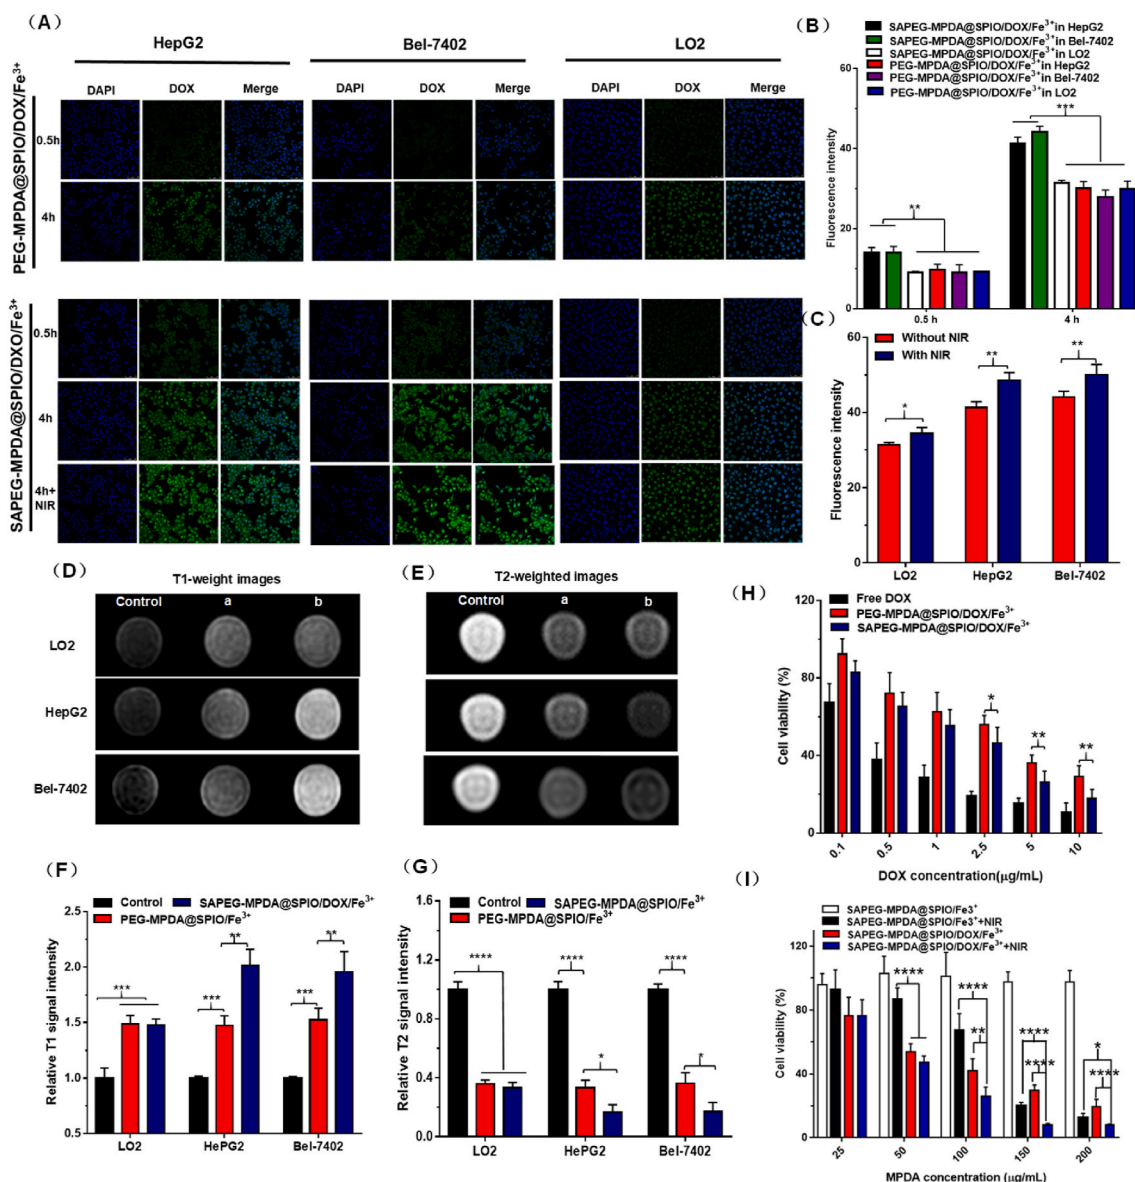 (A)
HepG2
Bel-7402
LO2
DAPI DOX Merge DAPI DOX Merge DAPI DOX Merge
PEG-MPDA@SPIO/DOX/Fe³⁺
0.5h
4h
SAPEG-MPDA@SPIO/DXO/Fe³⁺
0.5h
4h
4h+
NIR
(B)
SAPEG-MPDA@SPIO/DOX/Fe³⁺in HepG2
SAPEG-MPDA@SPIO/DOX/Fe³⁺in Bel-7402
SAPEG-MPDA@SPIO/DOX/Fe³⁺in LO2
PEG-MPDA@SPIO/DOX/Fe³⁺in HepG2
PEG-MPDA@SPIO/DOX/Fe³⁺in Bel-7402
PEG-MPDA@SPIO/DOX/Fe³⁺in LO2
Fluorescence intensity
60
40
20
0
**
***
0.5 h 4 h
(C)
Without NIR
With NIR
Fluorescence intensity
60
40
20
0
* ** **
LO2 HepG2 Bel-7402
(D)
T1-weight images
Control a b
LO2
HepG2
Bel-7402
(E)
T2-weighted images
Control a b
(F)
Control SAPEG-MPDA@SPIO/DOX/Fe³⁺
PEG-MPDA@SPIO/Fe³⁺
Relative T1 signal intensity
2.5
2.0
1.5
1.0
0.5
*** *** ** *** **
LO2 HePG2 Bel-7402
(G)
Control SAPEG-MPDA@SPIO/Fe³⁺
PEG-MPDA@SPIO/Fe³⁺
Relative T2 signal intensity
1.6
1.2
0.8
0.4
0.0
**** **** * **** *
LO2 HePG2 Bel-7402
(H)
Free DOX
PEG-MPDA@SPIO/DOX/Fe³⁺
SAPEG-MPDA@SPIO/DOX/Fe³⁺
Cell viability (%)
120
80
40
0
* ** **
0.1 0.5 1 2.5 5 10
DOX concentration(μg/mL)
(I)
SAPEG-MPDA@SPIO/Fe3⁺
SAPEG-MPDA@SPIO/Fe3⁺+NIR
SAPEG-MPDA@SPIO/DOX/Fe³⁺
SAPEG-MPDA@SPIO/DOX/Fe³⁺+NIR
Cell viability (%)
120
80
40
0
**** **** ** **** **** * ****
25 50 100 150 200
MPDA concentration (μg/mL)